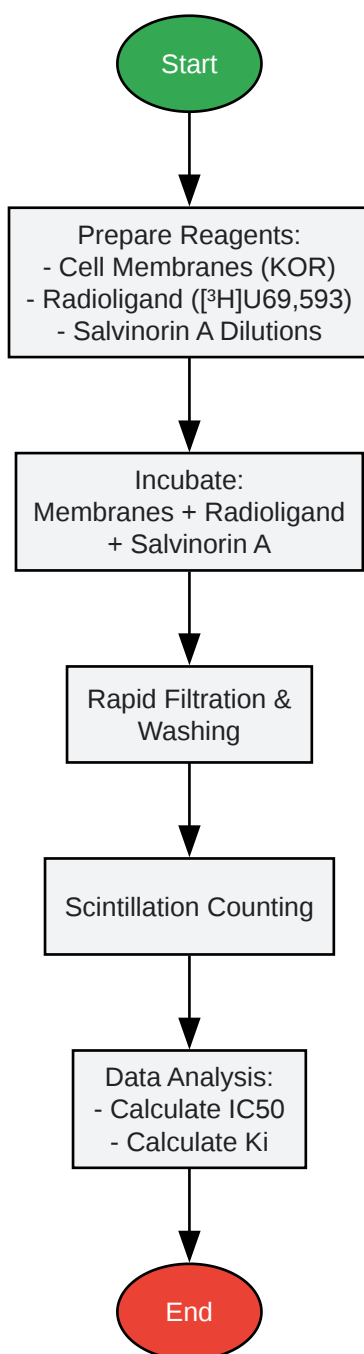 Start
Prepare Reagents:
- Cell Membranes (KOR)
- Radioligand ([³H]U69,593)
- Salvinorin A Dilutions
Incubate:
Membranes + Radioligand
+ Salvinorin A
Rapid Filtration &
Washing
Scintillation Counting
Data Analysis:
- Calculate IC50
- Calculate Ki
End